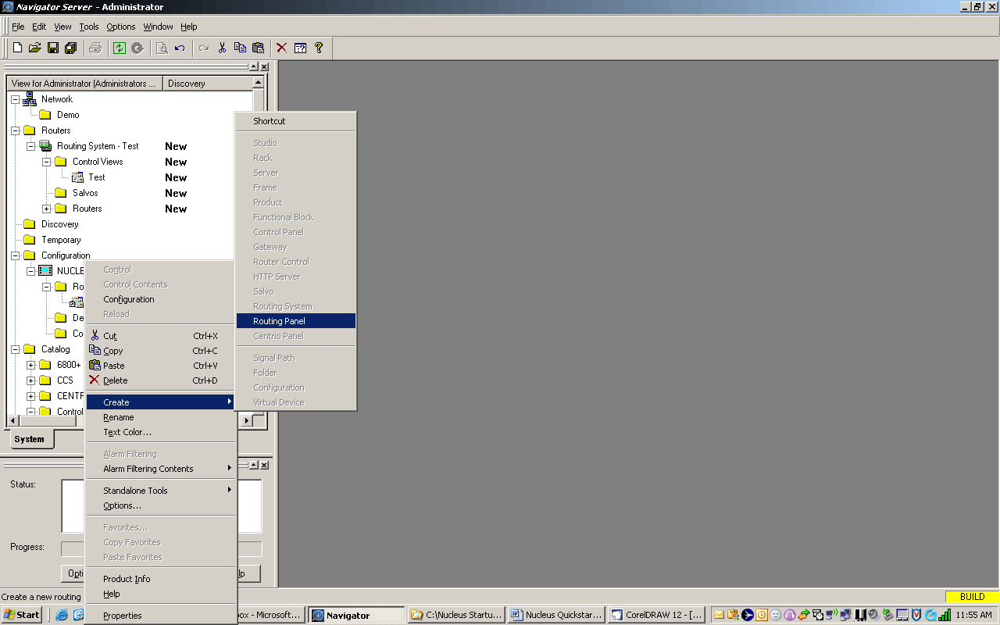 Navigator Server - Administrator
File Edit View Tools Options Window Help
View for Administrator (Administrators ... Discovery
Network
Demo
Routers
Routing System - Test New
Control Views New
Test New
Salvos New
Routers New
Discovery
Temporary
Configuration
NUCLE
Ro
De
Co
Catalog
6800+
CCS
CENTR
Control
System
Status:
Progress:
Opti
lp
Control
Control Contents
Configuration
Reload
Cut Ctrl+X
Copy Ctrl+C
Paste Ctrl+V
Delete Ctrl+D
Create
Rename
Text Color...
Alarm Filtering
Alarm Filtering Contents
Standalone Tools
Options...
Favorites...
Copy Favorites
Paste Favorites
Product Info
Help
Properties
Shortcut
Studio
Rack
Server
Frame
Product
Functional Block
Control Panel
Gateway
Router Control
HTTP Server
Salvo
Routing System
Routing Panel
Centrio Panel
Signal Path
Folder
Configuration
Virtual Device
Create a new routing BUILD
Start box - Microsoft... Navigator C:\Nucleus Startu... Nucleus Quickstar... CorelDRAW 12 - [... 11:55 AM